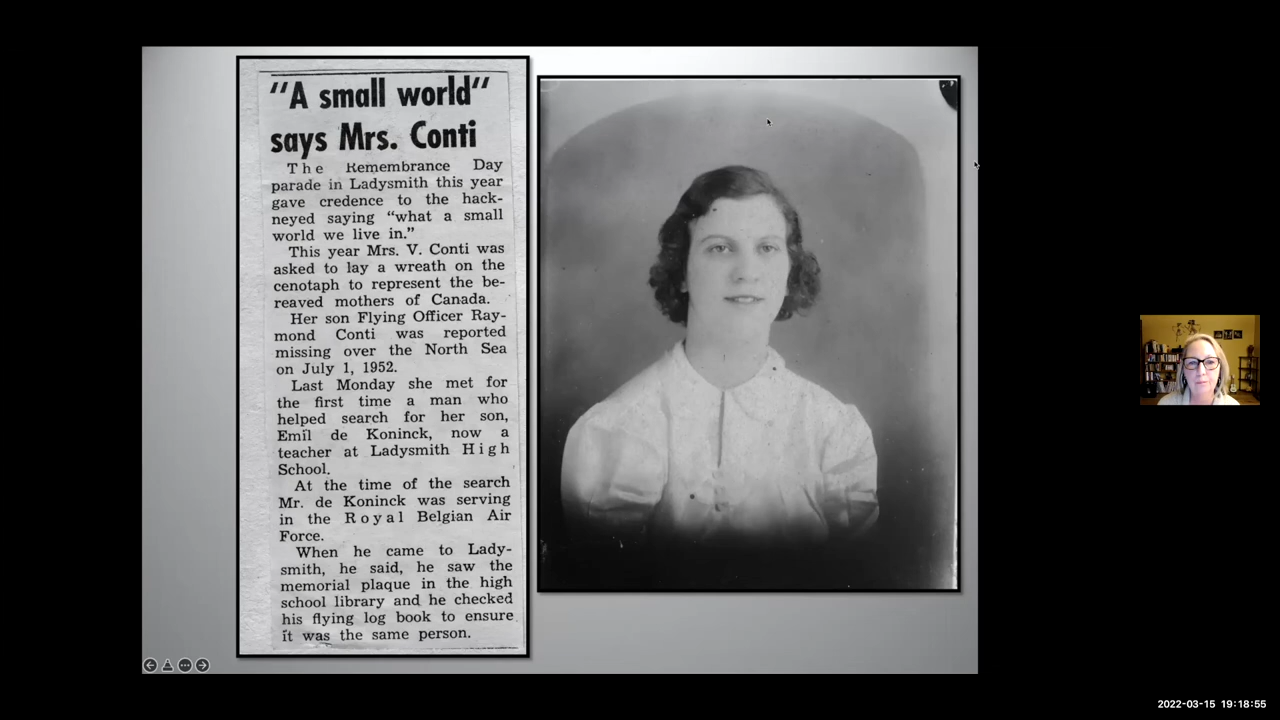 "A small world"
says Mrs. Conti
The Remembrance Day
parade in Ladysmith this year
gave credence to the hack-
neyed saying "what a small
world we live in."
This year Mrs. V. Conti was
asked to lay a wreath on the
cenotaph to represent the be-
reaved mothers of Canada.
Her son Flying Officer Ray-
mond Conti was reported
missing over the North Sea
on July 1, 1952.
Last Monday she met for
the first time a man who
helped search for her son,
Emil de Koninck, now a
teacher at Ladysmith High
School.
At the time of the search
Mr. de Koninck was serving
in the Royal Belgian Air
Force.
When he came to Lady-
smith, he said, he saw the
memorial plaque in the high
school library and he checked
his flying log book to ensure
it was the same person.
2022-03-15 19:18:55